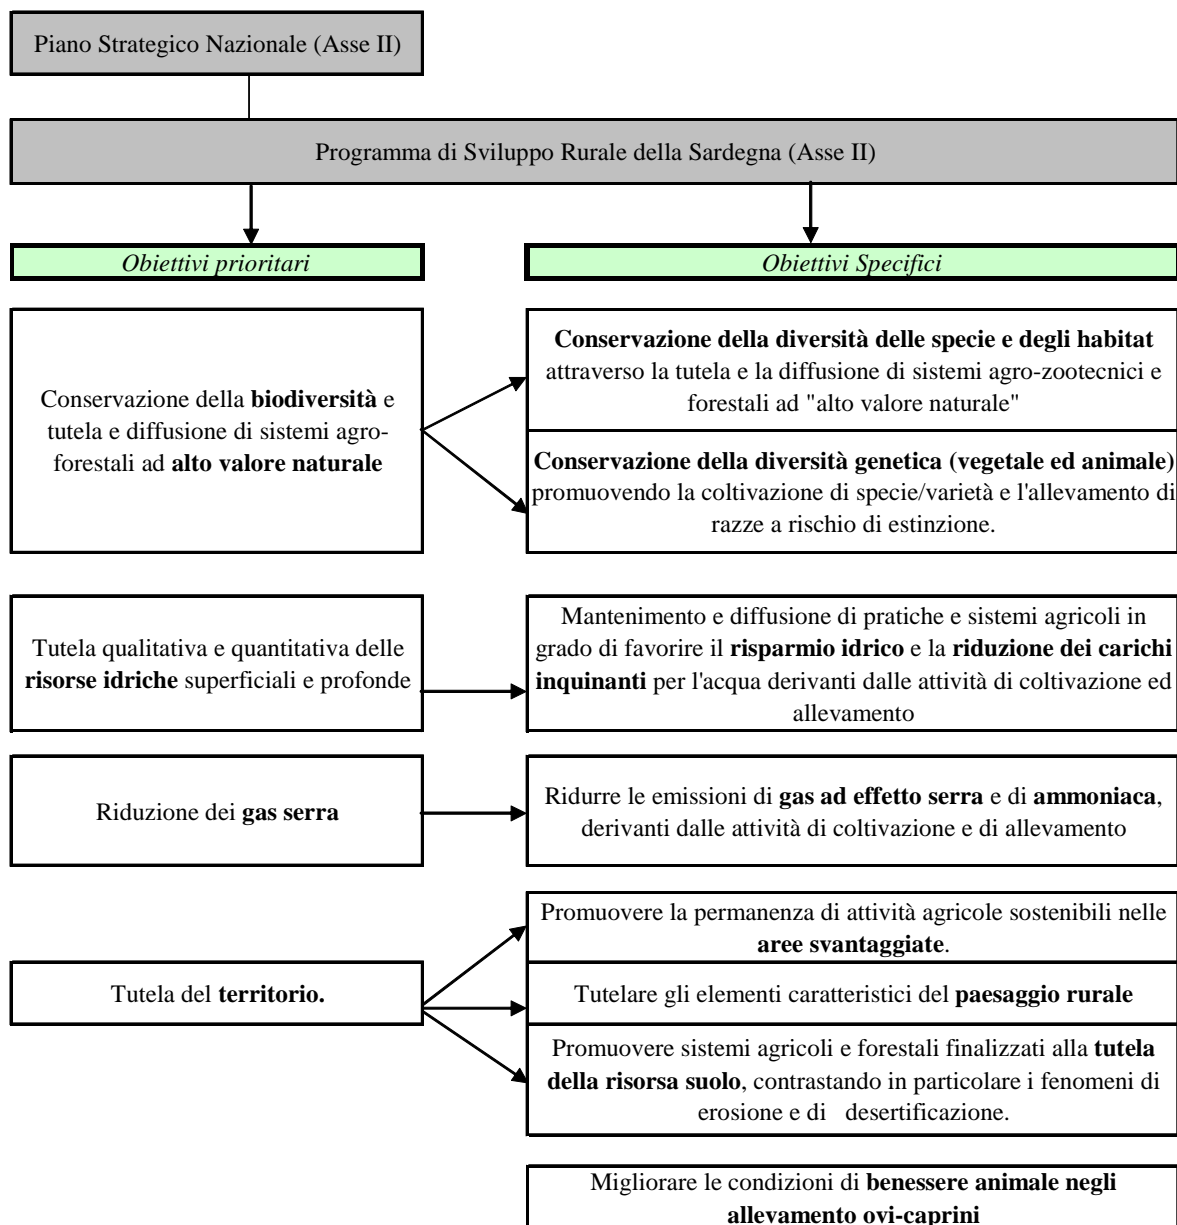 Piano Strategico Nazionale (Asse II)
Programma di Sviluppo Rurale della Sardegna (Asse II)
Obiettivi prioritari
Obiettivi Specifici
Conservazione della biodiversità e
tutela e diffusione di sistemi agro-
forestali ad alto valore naturale
Conservazione della diversità delle specie e degli habitat
attraverso la tutela e la diffusione di sistemi agro-zootecnici e
forestali ad "alto valore naturale"
Conservazione della diversità genetica (vegetale ed animale)
promuovendo la coltivazione di specie/varietà e l'allevamento di
razze a rischio di estinzione.
Tutela qualitativa e quantitativa delle
risorse idriche superficiali e profonde
Mantenimento e diffusione di pratiche e sistemi agricoli in
grado di favorire il risparmio idrico e la riduzione dei carichi
inquinanti per l'acqua derivanti dalle attività di coltivazione ed
allevamento
Riduzione dei gas serra
Ridurre le emissioni di gas ad effetto serra e di ammoniaca,
derivanti dalle attività di coltivazione e di allevamento
Tutela del territorio.
Promuovere la permanenza di attività agricole sostenibili nelle
aree svantaggiate.
Tutelare gli elementi caratteristici del paesaggio rurale
Promuovere sistemi agricoli e forestali finalizzati alla tutela
della risorsa suolo, contrastando in particolare i fenomeni di
erosione e di desertificazione.
Migliorare le condizioni di benessere animale negli
allevamento ovi-caprini